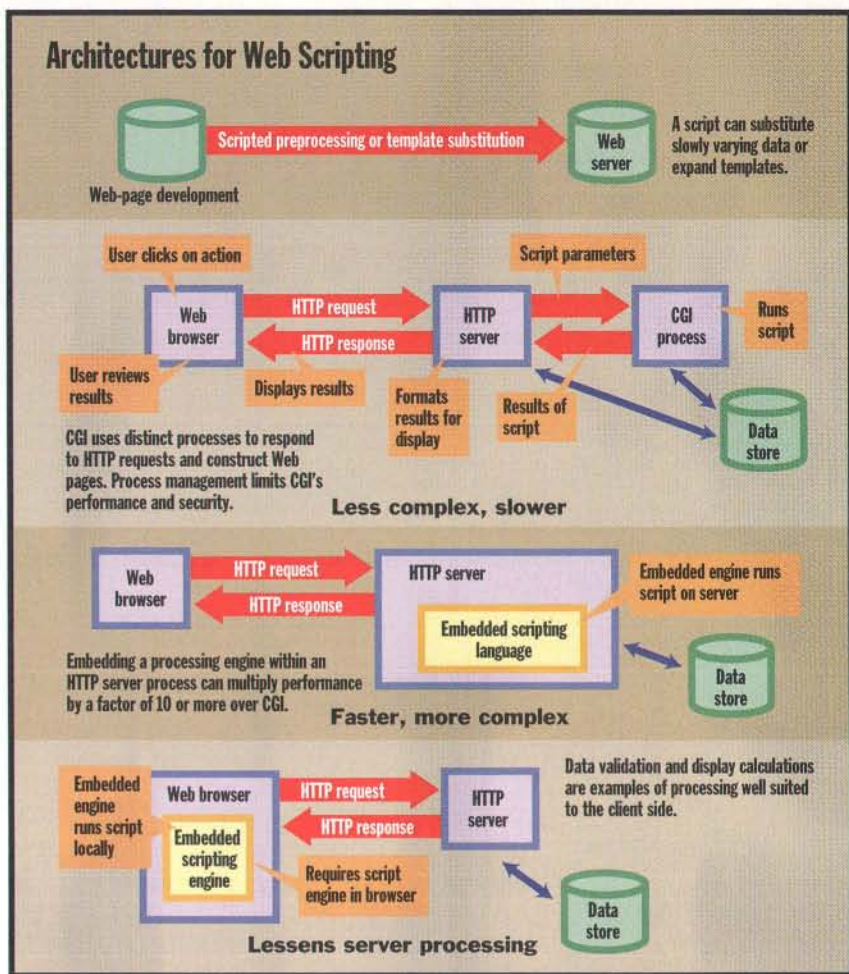 Architectures for Web Scripting
Scripted preprocessing or template substitution
Web
server
Web-page development
A script can substitute
slowly varying data or
expand templates.
User clicks on action
Script parameters
Web
browser
HTTP request
HTTP response
HTTP
server
CGI
process
Runs
script
User reviews
results
Displays results
Formats
results for
display
Results of
script
Data
store
CGI uses distinct processes to respond
to HTTP requests and construct Web
pages. Process management limits CGI's
performance and security.
Less complex, slower
Web
browser
HTTP request
HTTP response
HTTP server
Embedded scripting
language
Embedded engine runs
script on server
Data
store
Embedding a processing engine within an
HTTP server process can multiply performance
by a factor of 10 or more over CGI.
Faster, more complex
Embedded
engine
runs script
locally
Web browser
Embedded
scripting
engine
HTTP request
HTTP response
HTTP
server
Data validation and display calculations
are examples of processing well suited
to the client side.
Requires script
engine in browser
Data
store
Lessens server processing